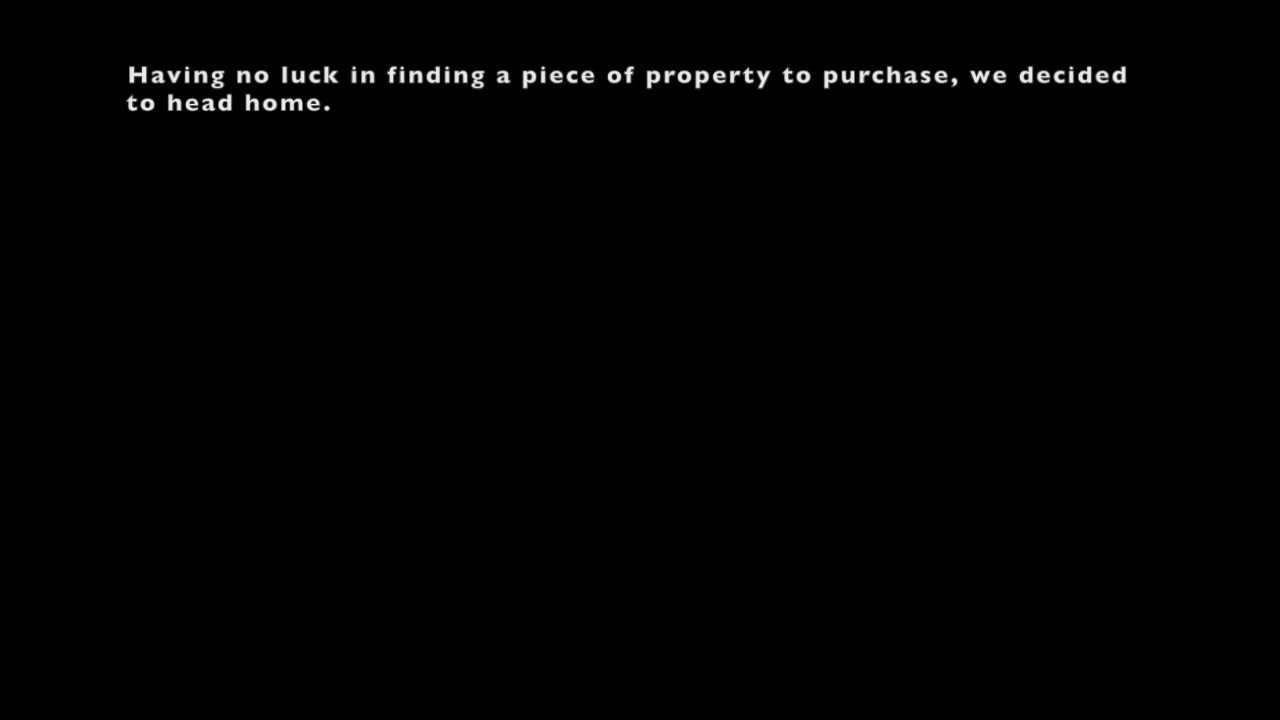 Having no luck in finding a piece of property to purchase, we decided
to head home.